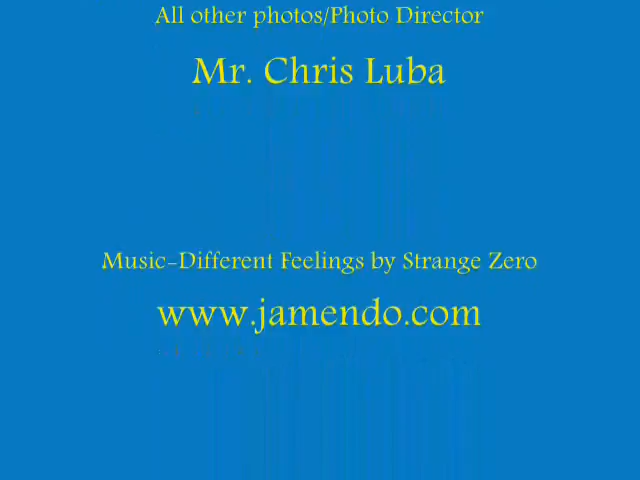 All other photos/Photo Director
Mr. Chris Luba
Music-Different Feelings by Strange Zero
www.jamendo.com